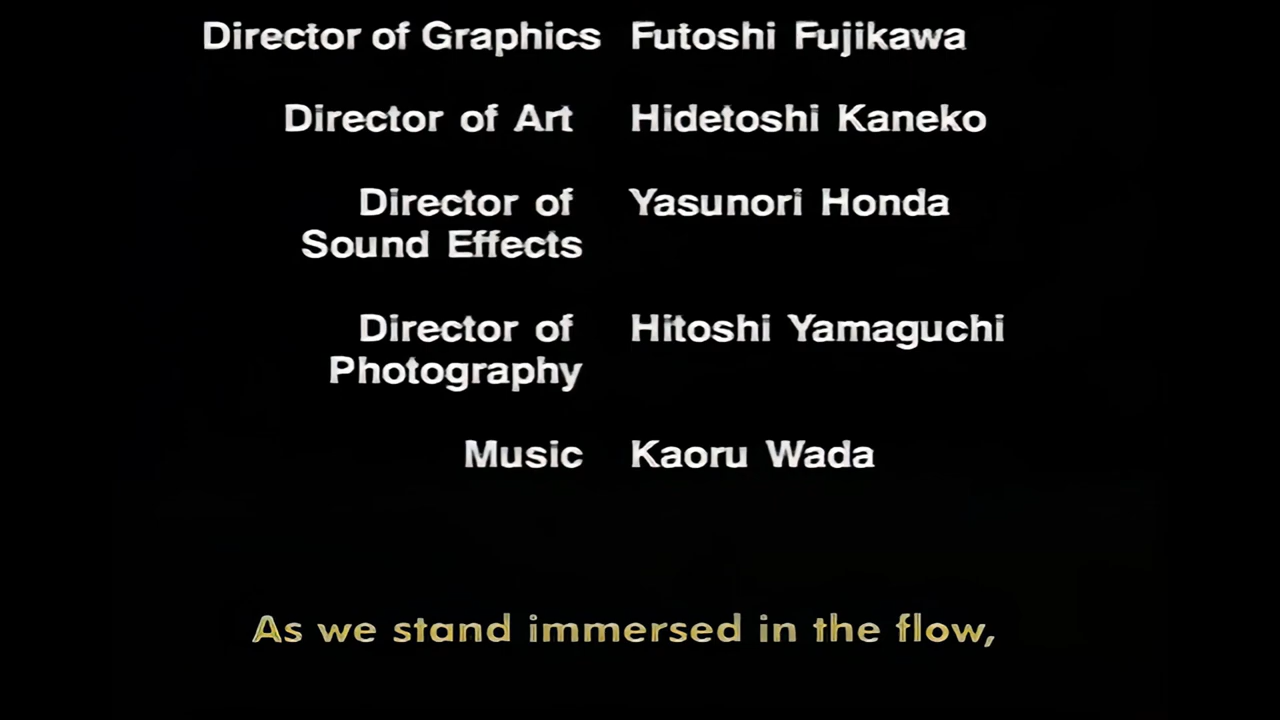 Director of Graphics Futoshi Fujikawa
Director of Art Hidetoshi Kaneko
Director of Yasunori Honda
Sound Effects
Director of Hitoshi Yamaguchi
Photography
Music Kaoru Wada
As we stand immersed in the flow,